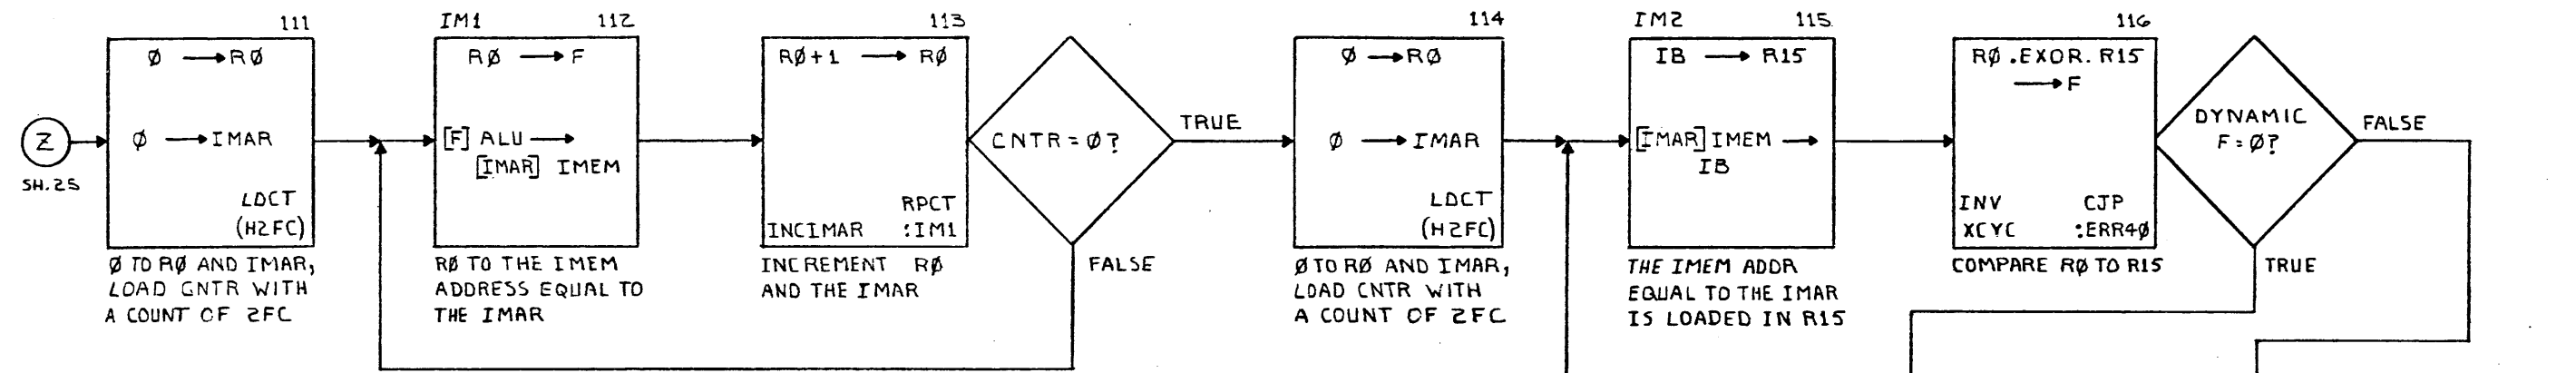 Z
SH.25
111
Ø → RØ
Ø → IMAR
LDCT
(H2FC)
Ø TO RØ AND IMAR,
LOAD CNTR WITH
A COUNT OF 2FC
IM1 112
RØ → F
[F] ALU →
[IMAR] IMEM
RØ TO THE IMEM
ADDRESS EQUAL TO
THE IMAR
113
RØ+1 → RØ
RPCT
INCIMAR :IM1
INCREMENT RØ
AND THE IMAR
CNTR = Ø?
TRUE
FALSE
114
Ø → RØ
Ø → IMAR
LDCT
(H2FC)
Ø TO RØ AND IMAR,
LOAD CNTR WITH
A COUNT OF 2FC
IM2 115
IB → R15
[IMAR] IMEM →
IB
THE IMEM ADDR
EQUAL TO THE IMAR
IS LOADED IN R15
116
RØ .EXOR. R15
→ F
INV CJP
XCYC :ERR4Ø
COMPARE RØ TO R15
DYNAMIC
F=Ø?
FALSE
TRUE